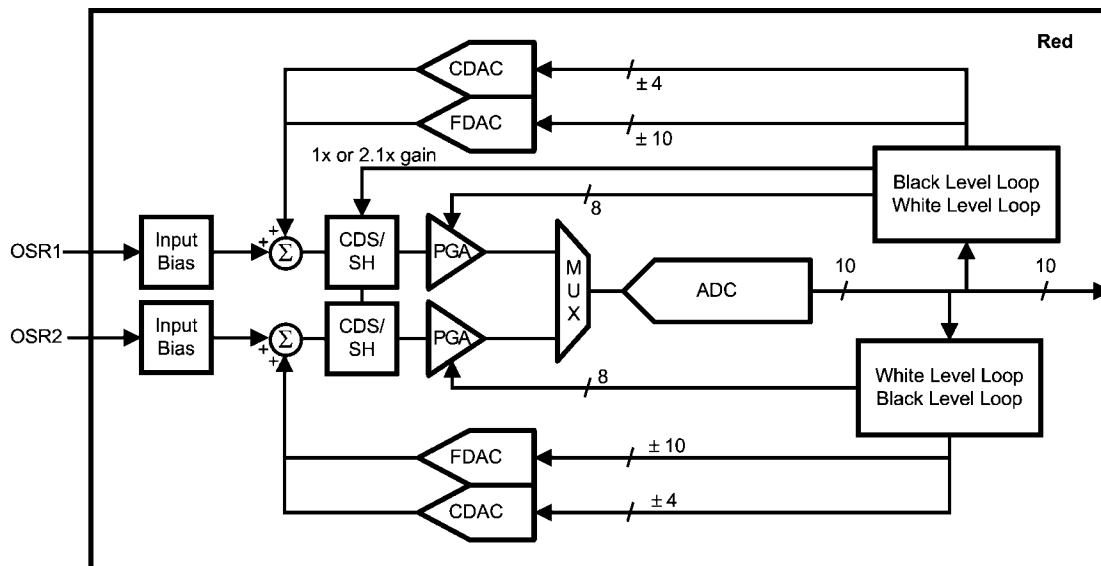 Red
CDAC
± 4
FDAC
± 10
1x or 2.1x gain
Black Level Loop
White Level Loop
8
OSR1
Input
Bias
+
+
Σ
CDS/
SH
PGA
MUX
ADC
10
10
OSR2
Input
Bias
+
+
Σ
CDS/
SH
PGA
8
White Level Loop
Black Level Loop
FDAC
± 10
CDAC
± 4